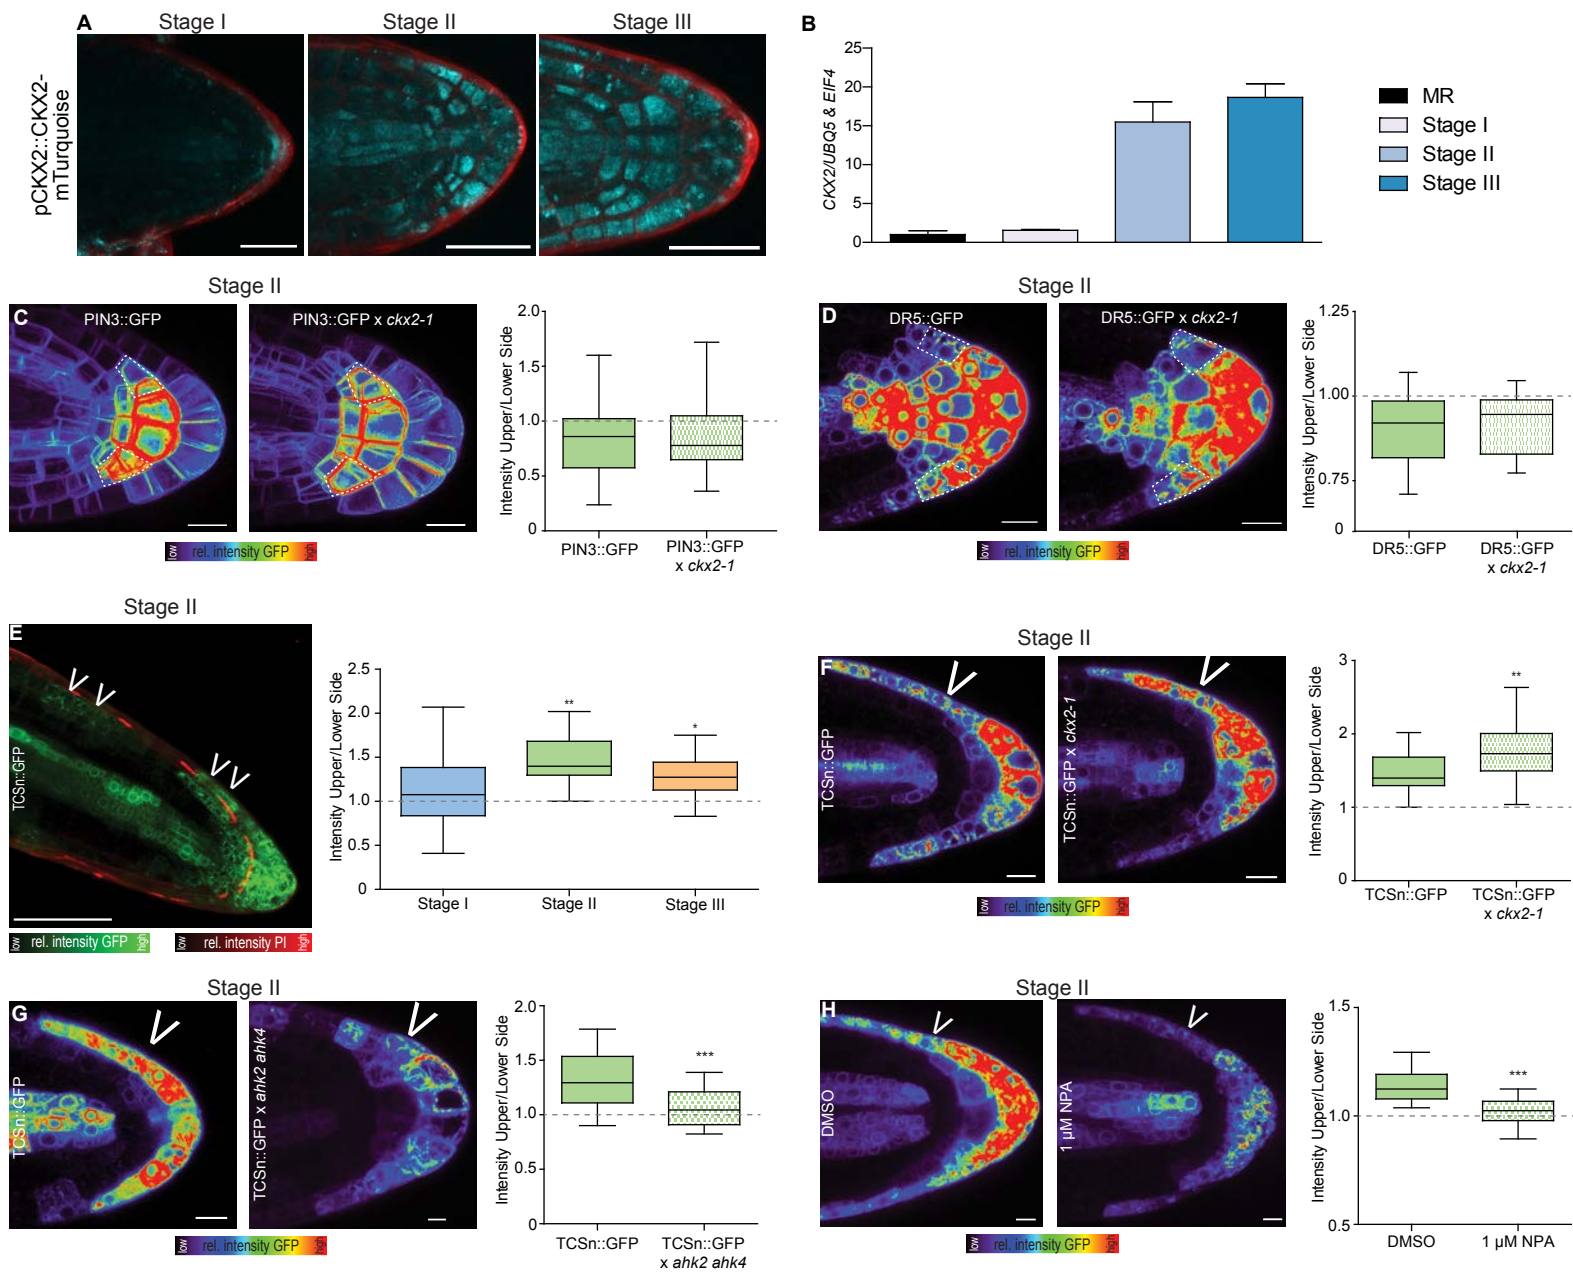 A
Stage I
Stage II
Stage III
pCKX2::CKX2-
mTurquoise
B
CKX2/UBQ5 & EIF4
25
20
15
10
5
0
MR
Stage I
Stage II
Stage III
Stage II
C
PIN3::GFP
PIN3::GFP x ckx2-1
low rel. intensity GFP high
Intensity Upper/Lower Side
2.0
1.5
1.0
0.5
0
PIN3::GFP
PIN3::GFP
x ckx2-1
Stage II
D
DR5::GFP
DR5::GFP x ckx2-1
low rel. intensity GFP high
Intensity Upper/Lower Side
1.25
1.00
0.75
0
DR5::GFP
DR5::GFP
x ckx2-1
Stage II
E
TCSn::GFP
low rel. intensity GFP high
low rel. intensity PI high
Intensity Upper/Lower Side
2.5
2.0
1.5
1.0
0.5
0
**
*
Stage I
Stage II
Stage III
Stage II
F
TCSn::GFP
TCSn::GFP x ckx2-1
low rel. intensity GFP high
Intensity Upper/Lower Side
3
2
1
0
**
TCSn::GFP
TCSn::GFP
x ckx2-1
Stage II
G
TCSn::GFP
TCSn::GFP x ahk2 ahk4
low rel. intensity GFP high
Intensity Upper/Lower Side
2.0
1.5
1.0
0.5
0
***
TCSn::GFP
TCSn::GFP
x ahk2 ahk4
Stage II
H
DMSO
1 µM NPA
low rel. intensity GFP high
Intensity Upper/Lower Side
1.5
1.0
0.5
***
DMSO
1 µM NPA